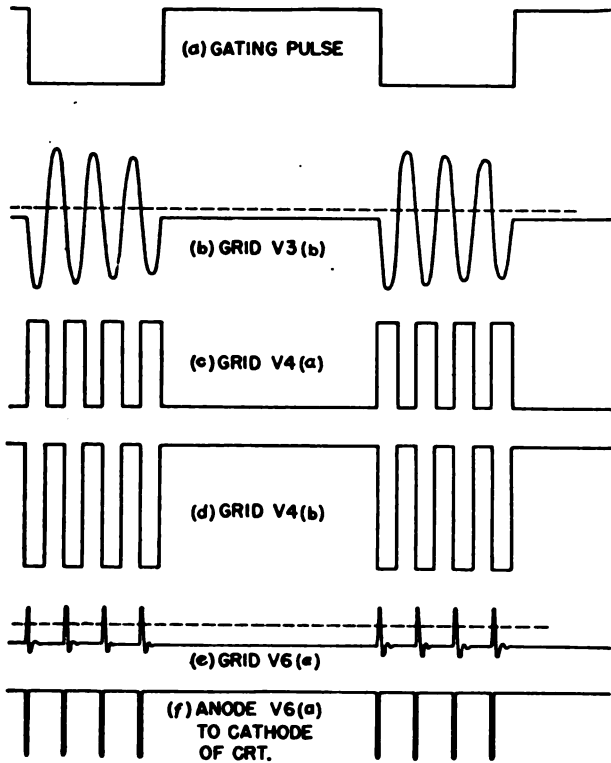 (a) GATING PULSE
(b) GRID V3(b)
(c) GRID V4(a)
(d) GRID V4(b)
(e) GRID V6(e)
(f) ANODE V6(a)
TO CATHODE
OF CRT.